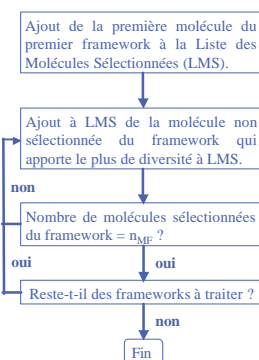 Ajout de la première molécule du
premier framework à la Liste des
Molécules Sélectionnées (LMS).
Ajout à LMS de la molécule non
sélectionnée du framework qui
apporte le plus de diversité à LMS.
non
Nombre de molécules sélectionnées
du framework = nMF ?
oui
oui
Reste-t-il des frameworks à traiter ?
non
Fin